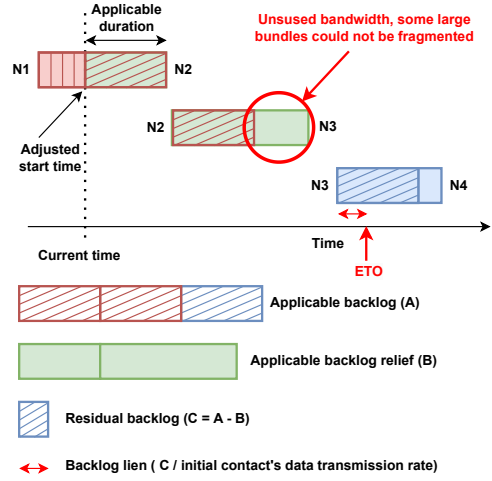 Applicable
duration
Unsused bandwidth, some large
bundles could not be fragmented
N1
N2
N2
N3
Adjusted
start time
N3
N4
Current time
Time
ETO
Applicable backlog (A)
Applicable backlog relief (B)
Residual backlog (C = A - B)
Backlog lien ( C / initial contact's data transmission rate)